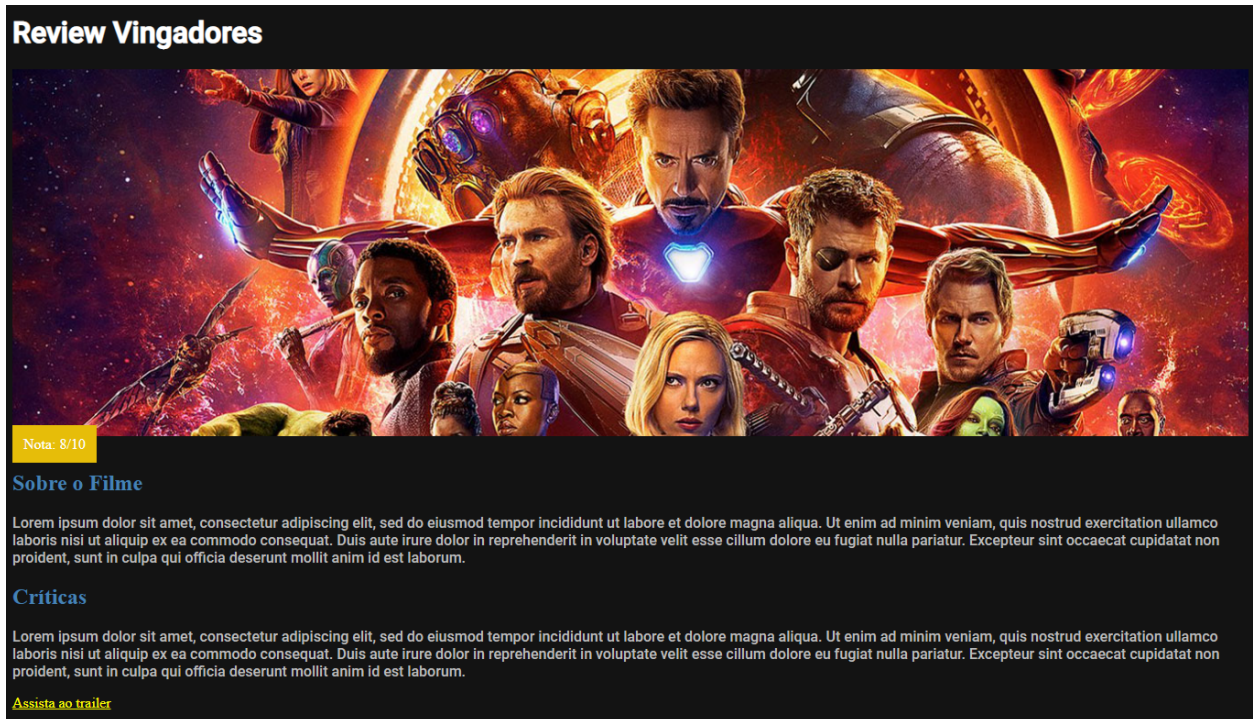 Review Vingadores
Nota: 8/10
Sobre o Filme
Lorem ipsum dolor sit amet, consectetur adipiscing elit, sed do eiusmod tempor incididunt ut labore et dolore magna aliqua. Ut enim ad minim veniam, quis nostrud exercitation ullamco
laboris nisi ut aliquip ex ea commodo consequat. Duis aute irure dolor in reprehenderit in voluptate velit esse cillum dolore eu fugiat nulla pariatur. Excepteur sint occaecat cupidatat non
proident, sunt in culpa qui officia deserunt mollit anim id est laborum.
Críticas
Lorem ipsum dolor sit amet, consectetur adipiscing elit, sed do eiusmod tempor incididunt ut labore et dolore magna aliqua. Ut enim ad minim veniam, quis nostrud exercitation ullamco
laboris nisi ut aliquip ex ea commodo consequat. Duis aute irure dolor in reprehenderit in voluptate velit esse cillum dolore eu fugiat nulla pariatur. Excepteur sint occaecat cupidatat non
proident, sunt in culpa qui officia deserunt mollit anim id est laborum.
Assista ao trailer